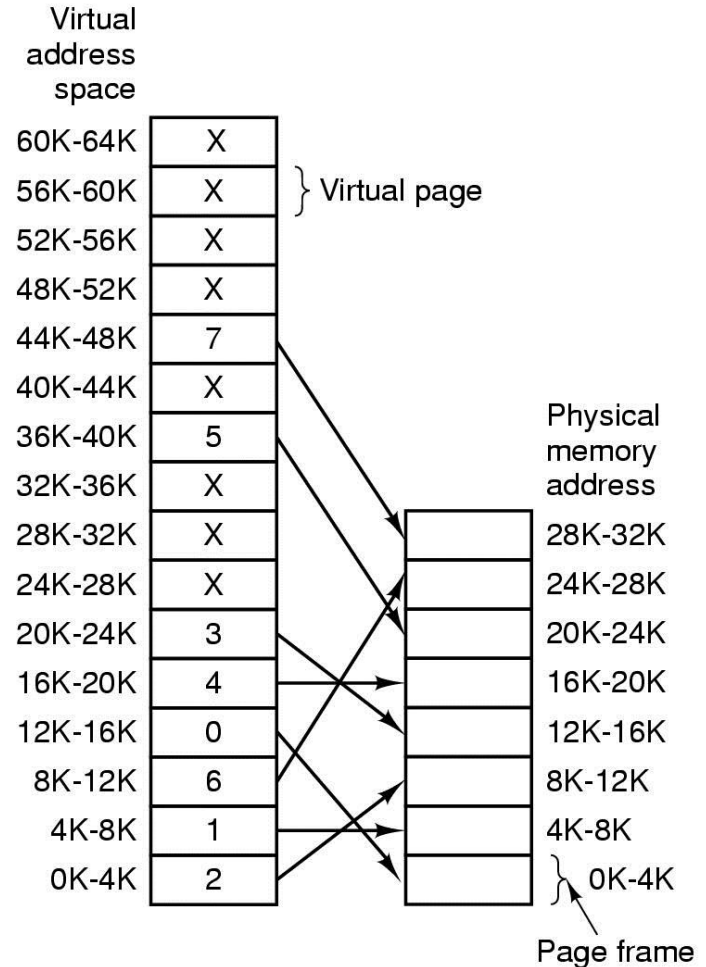 Virtual
address
space
60K-64K X
56K-60K X Virtual page
52K-56K X
48K-52K X
44K-48K 7
40K-44K X
36K-40K 5
32K-36K X
28K-32K X
24K-28K X
20K-24K 3
16K-20K 4
12K-16K 0
8K-12K 6
4K-8K 1
0K-4K 2
Physical
memory
address
28K-32K
24K-28K
20K-24K
16K-20K
12K-16K
8K-12K
4K-8K
0K-4K
Page frame